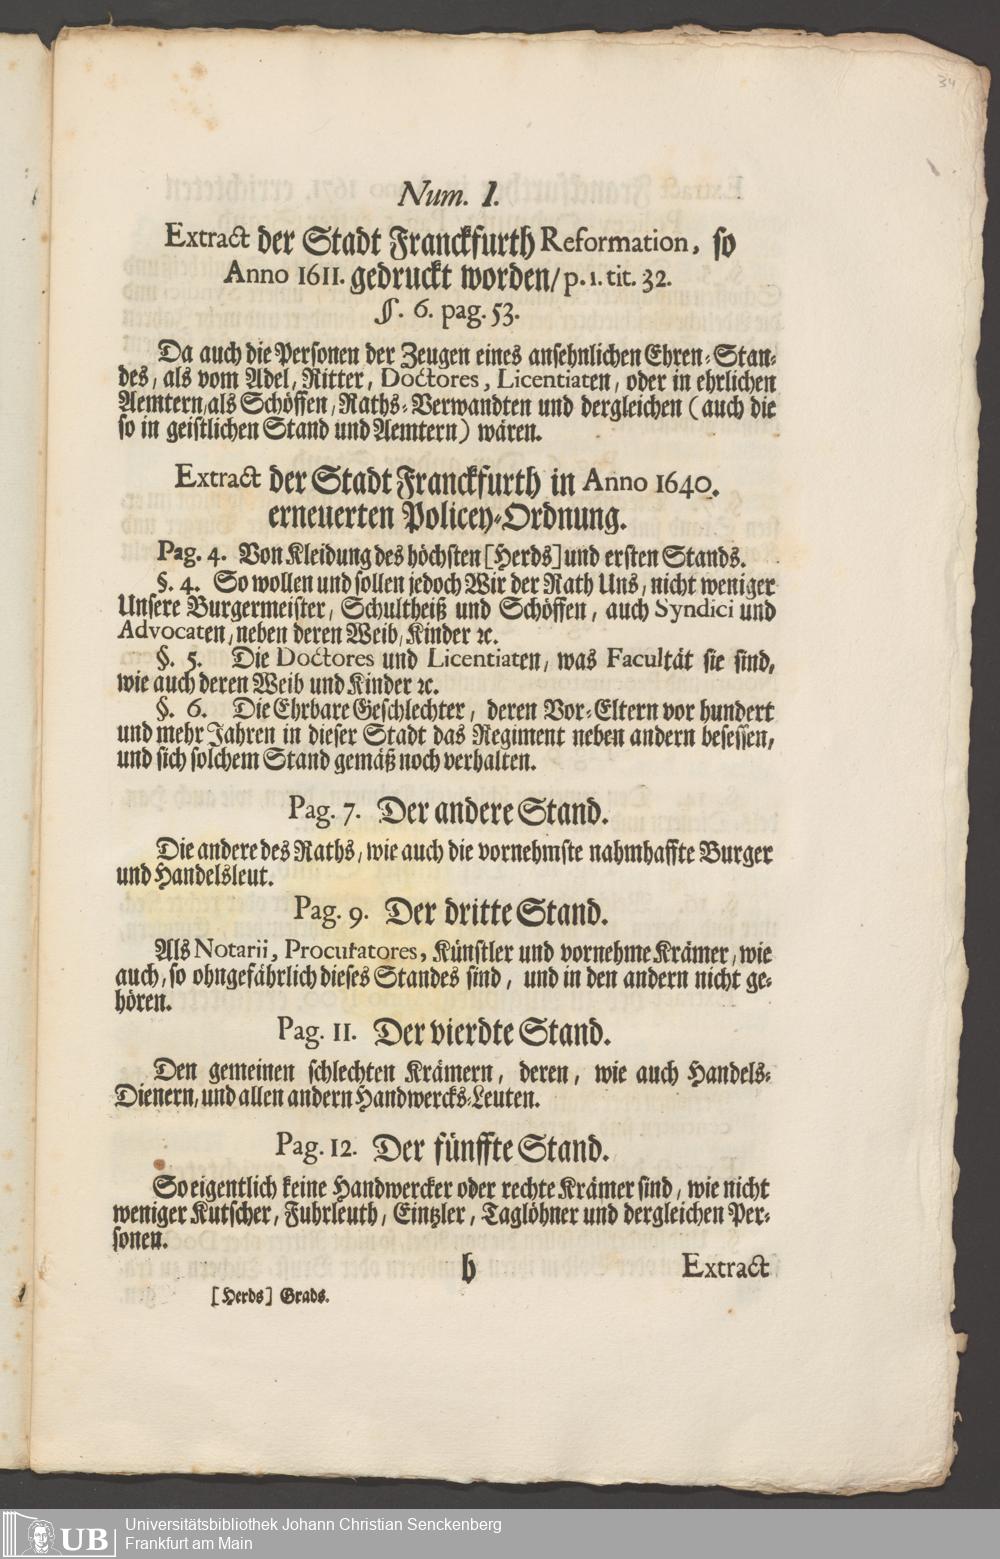 34
Num. 1.
Extract der Stadt Franckfurth Reformation, so
Anno 1611. gedruckt worden/ p. 1. tit. 32.
§. 6. pag. 53.
Da auch die Personen der Zeugen eines ansehnlichen Ehren-Stan-
des, als vom Adel, Ritter, Doctores, Licentiaten, oder in ehrlichen
Aemtern, als Schöffen, Raths-Verwandten und dergleichen (auch die
so in geistlichen Stand und Aemtern) wären.
Extract der Stadt Franckfurth in Anno 1640.
erneuerten Policey-Ordnung.
Pag. 4. Von Kleidung des höchsten [Herds] und ersten Stands.
§. 4. So wollen und sollen jedoch Wir der Rath Uns, nicht weniger
Unsere Burgermeister, Schultheiß und Schöffen, auch Syndici und
Advocaten, neben deren Weib, Kinder ꝛc.
§. 5. Die Doctores und Licentiaten, was Facultät sie sind,
wie auch deren Weib und Kinder ꝛc.
§. 6. Die Ehrbare Geschlechter, deren Vor-Eltern vor hundert
und mehr Jahren in dieser Stadt das Regiment neben andern besessen,
und sich solchem Stand gemäß noch verhalten.
Pag. 7. Der andere Stand.
Die andere des Raths, wie auch die vornehmste nahmhaffte Burger
und Handelsleut.
Pag. 9. Der dritte Stand.
Als Notarii, Procuratores, Künstler und vornehme Krämer, wie
auch, so ohngefährlich dieses Standes sind, und in den andern nicht ge-
hören.
Pag. 11. Der vierdte Stand.
Den gemeinen schlechten Krämern, deren, wie auch Handels-
Dienern, und allen andern Handwercks-Leuten.
Pag. 12. Der fünffte Stand.
So eigentlich keine Handwercker oder rechte Krämer sind, wie nicht
weniger Kutscher, Fuhrleuth, Eintzler, Taglöhner und dergleichen Per-
sonen.
b Extract
[Herds] Grads.
UB
Universitätsbibliothek Johann Christian Senckenberg
Frankfurt am Main